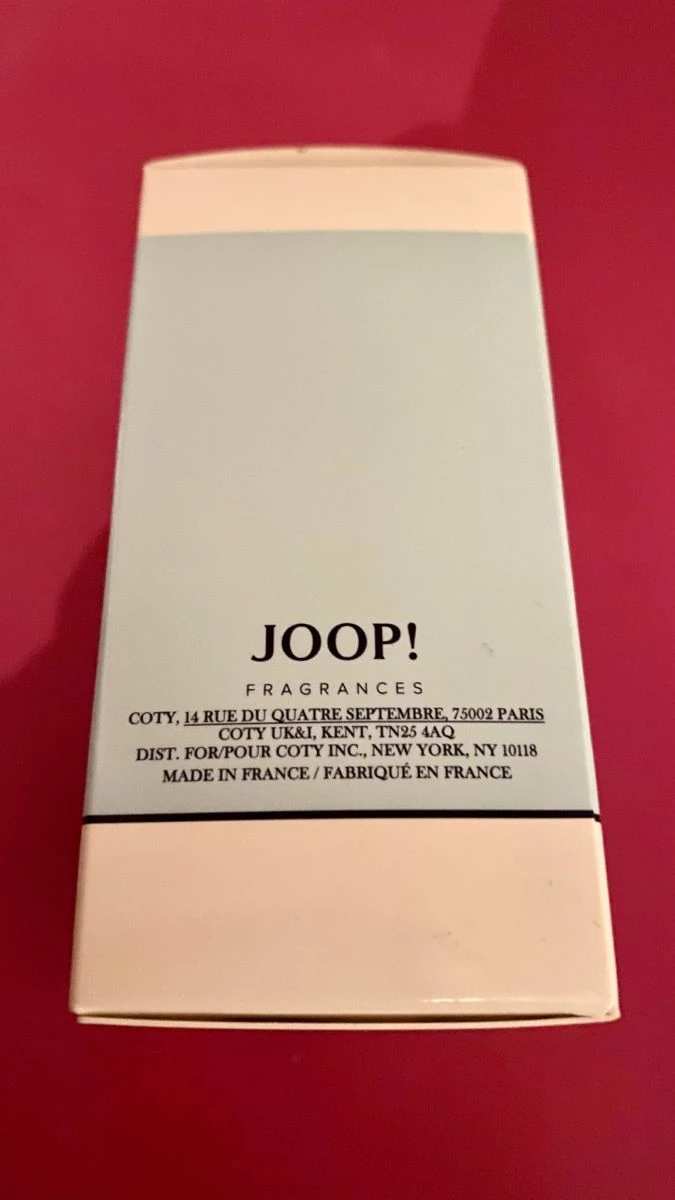 JOOP!
FRAGRANCES
COTY, 14 RUE DU QUATRE SEPTEMBRE, 75002 PARIS
COTY UK&I, KENT, TN25 4AQ
DIST. FOR/POUR COTY INC., NEW YORK, NY 10118
MADE IN FRANCE / FABRIQUÉ EN FRANCE